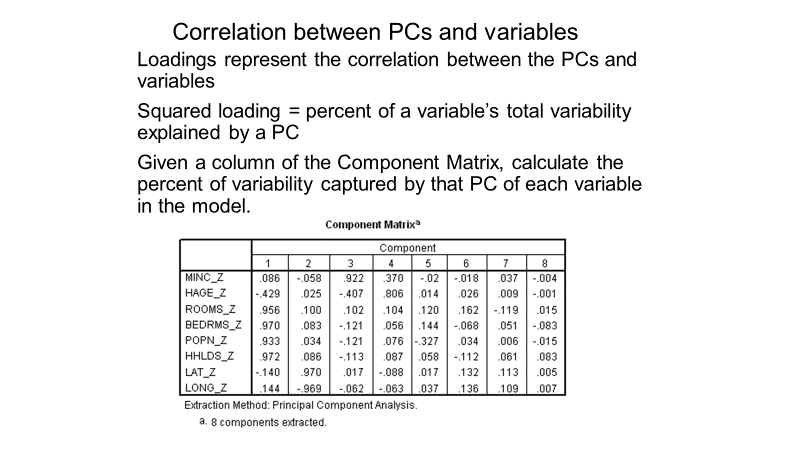 Correlation between PCs and variables
Loadings represent the correlation between the PCs and
variables
Squared loading = percent of a variable's total variability
explained by a PC
Given a column of the Component Matrix, calculate the
percent of variability captured by that PC of each variable
in the model.
Component Matrixa
Component
1 2 3 4 5 6 7 8
MINC_Z .086 -.058 .922 .370 -.02 -.018 .037 -.004
HAGE_Z -.429 .025 -.407 .806 .014 .026 .009 -.001
ROOMS_Z .956 .100 .102 .104 .120 .162 -.119 .015
BEDRMS_Z .970 .083 -.121 .056 .144 -.068 .051 -.083
POPN_Z .933 .034 -.121 .076 -.327 .034 .006 -.015
HHLDS_Z .972 .086 -.113 .087 .058 -.112 .061 .083
LAT_Z -.140 .970 .017 -.088 .017 .132 .113 .005
LONG_Z .144 -.969 -.062 -.063 .037 .136 .109 .007
Extraction Method: Principal Component Analysis.
a. 8 components extracted.